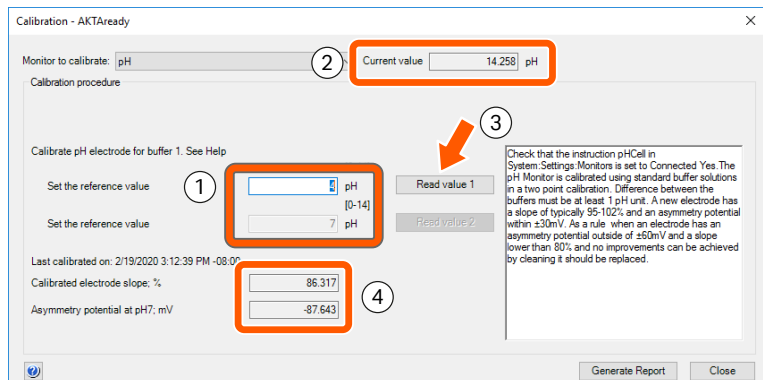 Calibration - AKTAready
Monitor to calibrate: pH
2
Current value 14.258 pH
Calibration procedure
3
Calibrate pH electrode for buffer 1. See Help
Set the reference value
1
4 pH
Read value 1
[0-14]
Set the reference value
7 pH
Read value 2
Last calibrated on: 2/19/2020 3:12:39 PM -08:00
Calibrated electrode slope; %
86.317
4
Asymmetry potential at pH7; mV
-87.643
Check that the instruction pHCell in
System:Settings:Monitors is set to Connected Yes.The
pH Monitor is calibrated using standard buffer solutions
in a two point calibration. Difference between the
buffers must be at least 1 pH unit. A new electrode has
a slope of typically 95-102% and an asymmetry potential
within ±30mV. As a rule when an electrode has an
asymmetry potential outside of ±60mV and a slope
lower than 80% and no improvements can be achieved
by cleaning it should be replaced.
Generate Report
Close